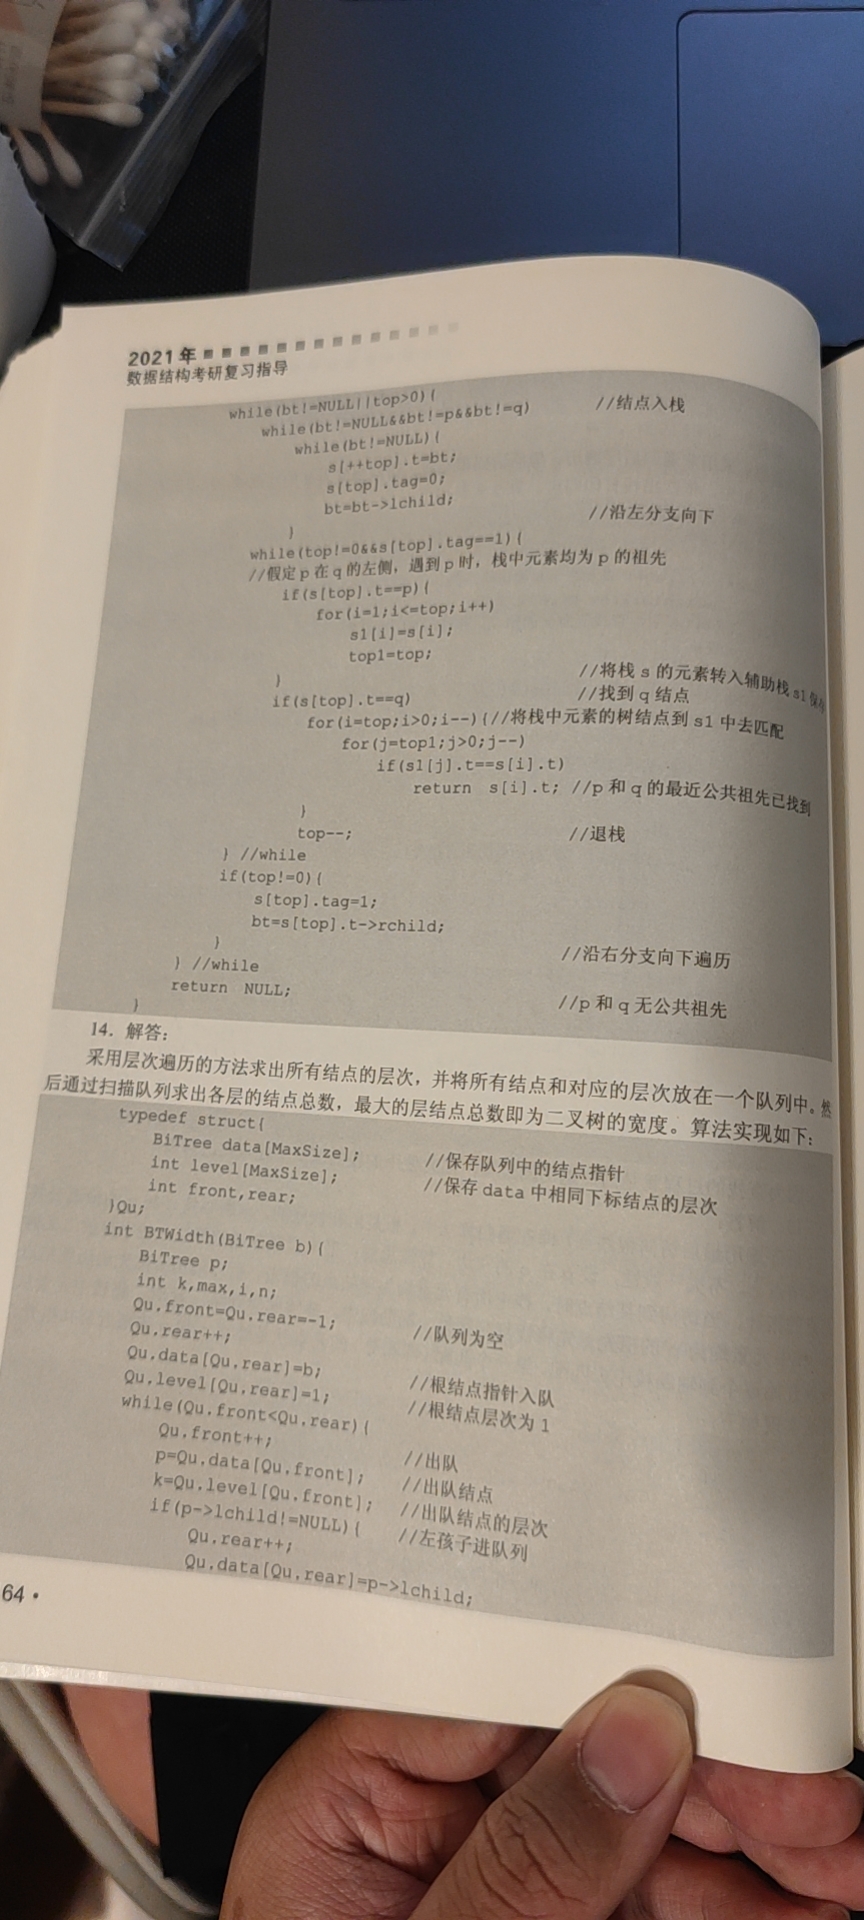 2021年
数据结构考研复习指导
while(bt!=NULL||top>0){
while(bt!=NULL&&bt!=p&&bt!=q) //结点入栈
while(bt!=NULL){
s[++top].t=bt;
s[top].tag=0;
bt=bt->lchild; //沿左分支向下
}
while(top!=0&&s[top].tag==1){
//假定p在q的左侧，遇到p时，栈中元素均为p的祖先
if(s[top].t==p){
for(i=1;i<=top;i++)
s1[i]=s[i];
top1=top; //将栈s的元素转入辅助栈s1保存
}
if(s[top].t==q) //找到q结点
for(i=top;i>0;i--){//将栈中元素的树结点到s1中去匹配
for(j=top1;j>0;j--)
if(s1[j].t==s[i].t)
return s[i].t; //p和q的最近公共祖先已找到
}
top--; //退栈
} //while
if(top!=0){
s[top].tag=1;
bt=s[top].t->rchild; //沿右分支向下遍历
}
} //while
return NULL; //p和q无公共祖先
}
14. 解答：
采用层次遍历的方法求出所有结点的层次，并将所有结点和对应的层次放在一个队列中。然
后通过扫描队列求出各层的结点总数，最大的层结点总数即为二叉树的宽度。算法实现如下：
typedef struct{
BiTree data[MaxSize]; //保存队列中的结点指针
int level[MaxSize]; //保存data中相同下标结点的层次
int front,rear;
}Qu;
int BTWidth(BiTree b){
BiTree p;
int k,max,i,n;
Qu.front=Qu.rear=-1; //队列为空
Qu.rear++;
Qu.data[Qu.rear]=b; //根结点指针入队
Qu.level[Qu.rear]=1; //根结点层次为1
while(Qu.front<Qu.rear){
Qu.front++; //出队
p=Qu.data[Qu.front]; //出队结点
k=Qu.level[Qu.front]; //出队结点的层次
if(p->lchild!=NULL){ //左孩子进队列
Qu.rear++;
Qu.data[Qu.rear]=p->lchild;
64 •